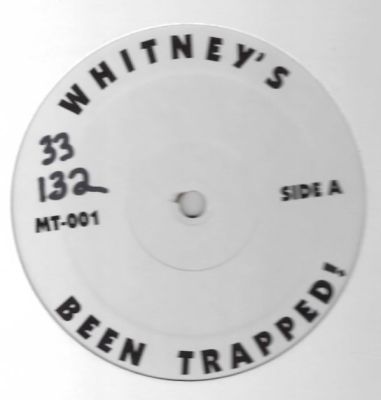 WHITNEY'S
33
132
MT-001
SIDE A
BEEN TRAPPED!